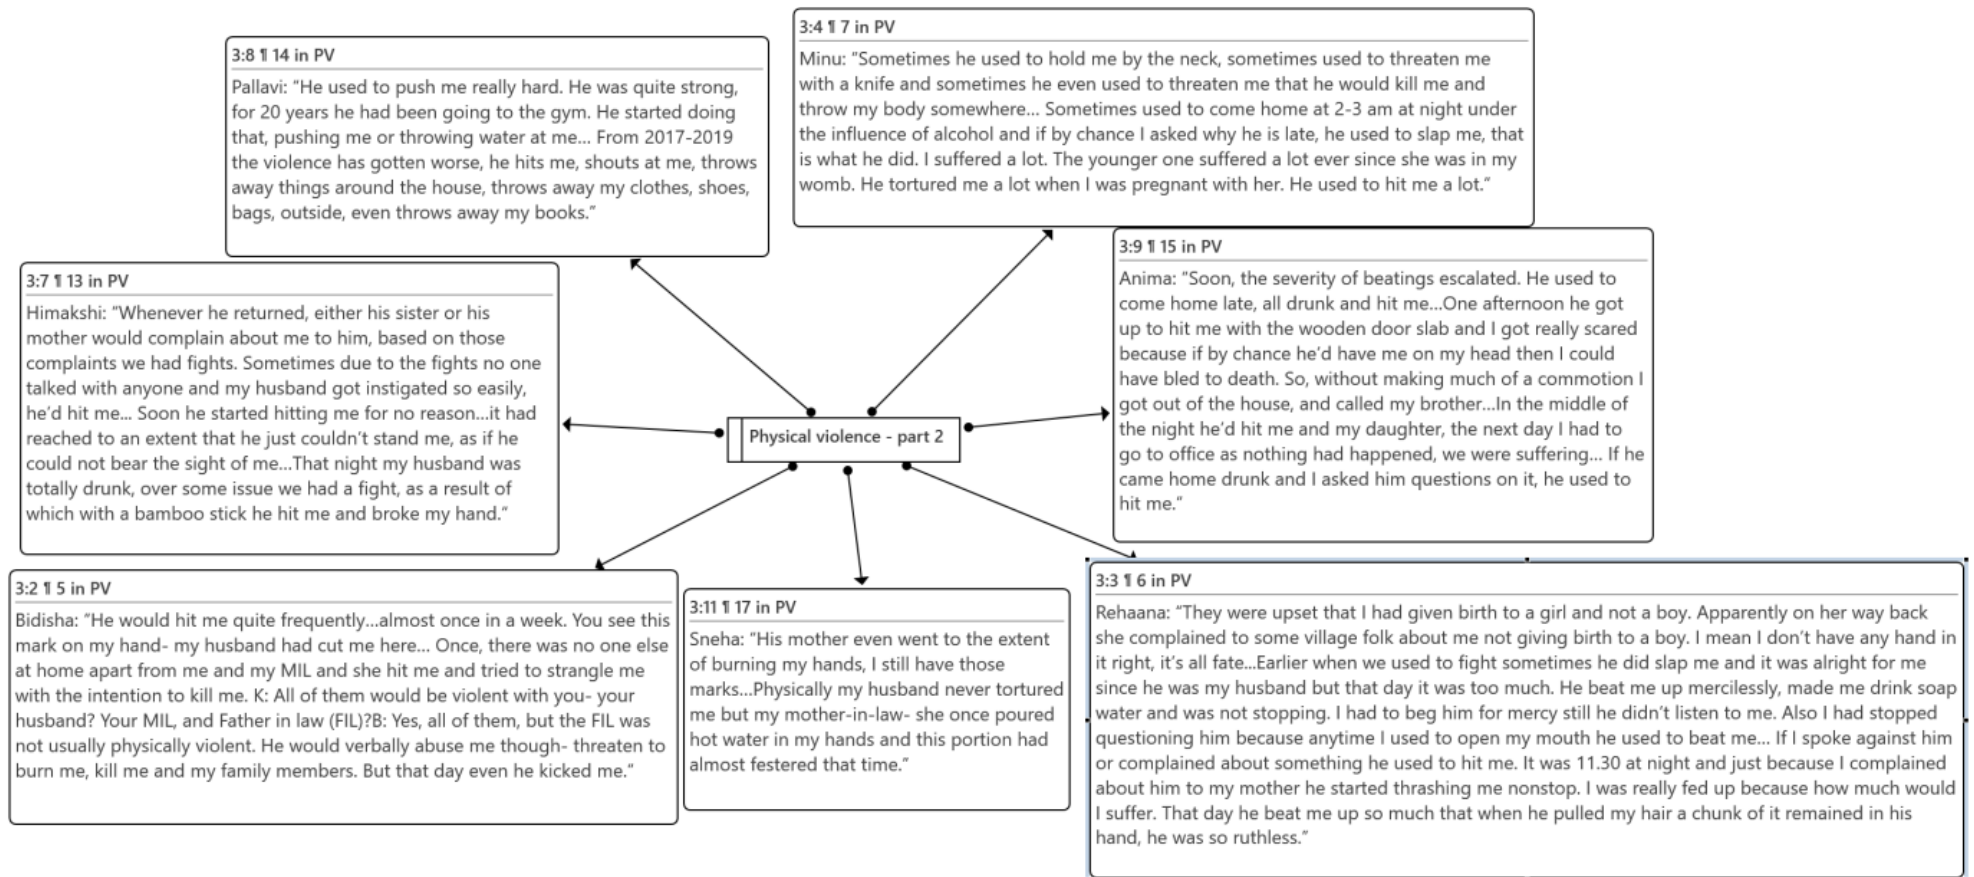 3:8 ¶ 14 in PV
Pallavi: “He used to push me really hard. He was quite strong,
for 20 years he had been going to the gym. He started doing
that, pushing me or throwing water at me... From 2017-2019
the violence has gotten worse, he hits me, shouts at me, throws
away things around the house, throws away my clothes, shoes,
bags, outside, even throws away my books.”
3:4 ¶ 7 in PV
Minu: “Sometimes he used to hold me by the neck, sometimes used to threaten me
with a knife and sometimes he even used to threaten me that he would kill me and
throw my body somewhere... Sometimes used to come home at 2-3 am at night under
the influence of alcohol and if by chance I asked why he is late, he used to slap me, that
is what he did. I suffered a lot. The younger one suffered a lot ever since she was in my
womb. He tortured me a lot when I was pregnant with her. He used to hit me a lot.“
3:7 ¶ 13 in PV
Himakshi: “Whenever he returned, either his sister or his
mother would complain about me to him, based on those
complaints we had fights. Sometimes due to the fights no one
talked with anyone and my husband got instigated so easily,
he’d hit me... Soon he started hitting me for no reason...it had
reached to an extent that he just couldn’t stand me, as if he
could not bear the sight of me...That night my husband was
totally drunk, over some issue we had a fight, as a result of
which with a bamboo stick he hit me and broke my hand.“
3:9 ¶ 15 in PV
Anima: “Soon, the severity of beatings escalated. He used to
come home late, all drunk and hit me...One afternoon he got
up to hit me with the wooden door slab and I got really scared
because if by chance he’d have me on my head then I could
have bled to death. So, without making much of a commotion I
got out of the house, and called my brother...In the middle of
the night he’d hit me and my daughter, the next day I had to
go to office as nothing had happened, we were suffering... If he
came home drunk and I asked him questions on it, he used to
hit me.“
Physical violence - part 2
3:2 ¶ 5 in PV
Bidisha: “He would hit me quite frequently...almost once in a week. You see this
mark on my hand- my husband had cut me here... Once, there was no one else
at home apart from me and my MIL and she hit me and tried to strangle me
with the intention to kill me. K: All of them would be violent with you- your
husband? Your MIL, and Father in law (FIL)?B: Yes, all of them, but the FIL was
not usually physically violent. He would verbally abuse me though- threaten to
burn me, kill me and my family members. But that day even he kicked me.”
3:11 ¶ 17 in PV
Sneha: “His mother even went to the extent
of burning my hands, I still have those
marks...Physically my husband never tortured
me but my mother-in-law- she once poured
hot water in my hands and this portion had
almost festered that time.”
3:3 ¶ 6 in PV
Rehaana: “They were upset that I had given birth to a girl and not a boy. Apparently on her way back
she complained to some village folk about me not giving birth to a boy. I mean I don’t have any hand in
it right, it’s all fate...Earlier when we used to fight sometimes he did slap me and it was alright for me
since he was my husband but that day it was too much. He beat me up mercilessly, made me drink soap
water and was not stopping. I had to beg him for mercy still he didn’t listen to me. Also I had stopped
questioning him because anytime I used to open my mouth he used to beat me... If I spoke against him
or complained about something he used to hit me. It was 11.30 at night and just because I complained
about him to my mother he started thrashing me nonstop. I was really fed up because how much would
I suffer. That day he beat me up so much that when he pulled my hair a chunk of it remained in his
hand, he was so ruthless.”